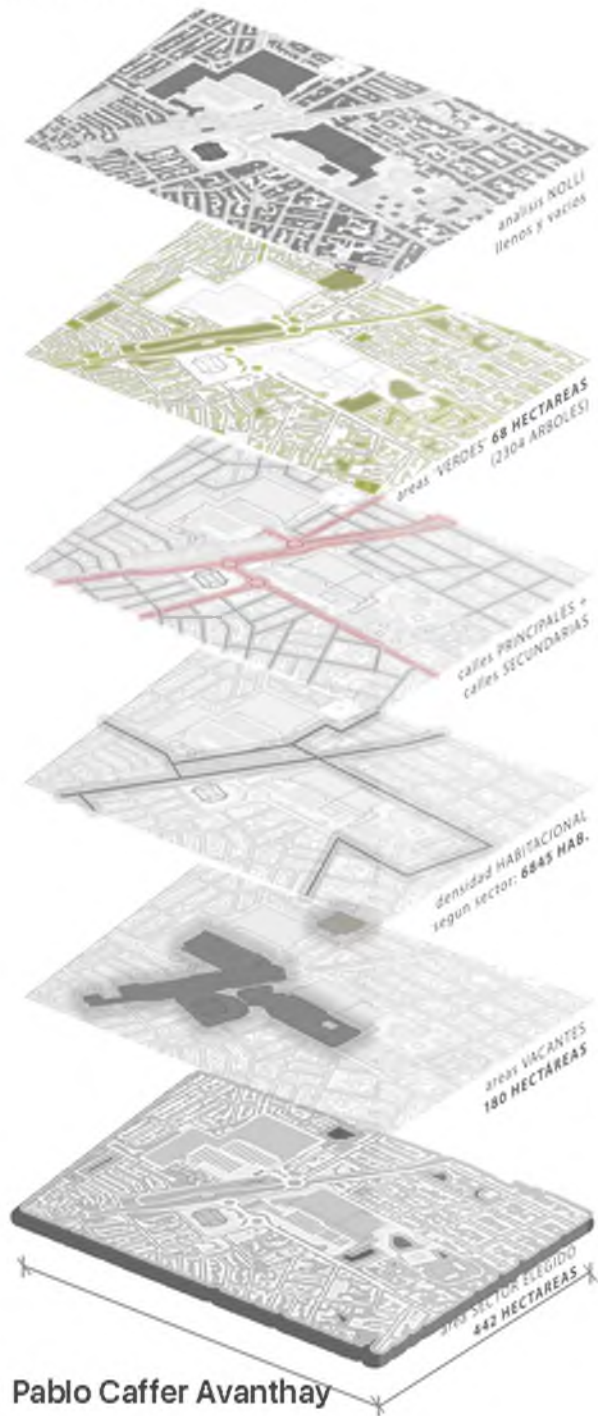 analisis NOLLI
llenos y vacios
areas 'VERDES' 68 HECTAREAS
(2304 ARBOLES)
calles PRINCIPALES +
calles SECUNDARIAS
densidad HABITACIONAL
segun sector: 6845 HAB.
areas VACANTES
180 HECTAREAS
area SECTOR ELEGIDO
442 HECTAREAS
Pablo Caffer Avanthay